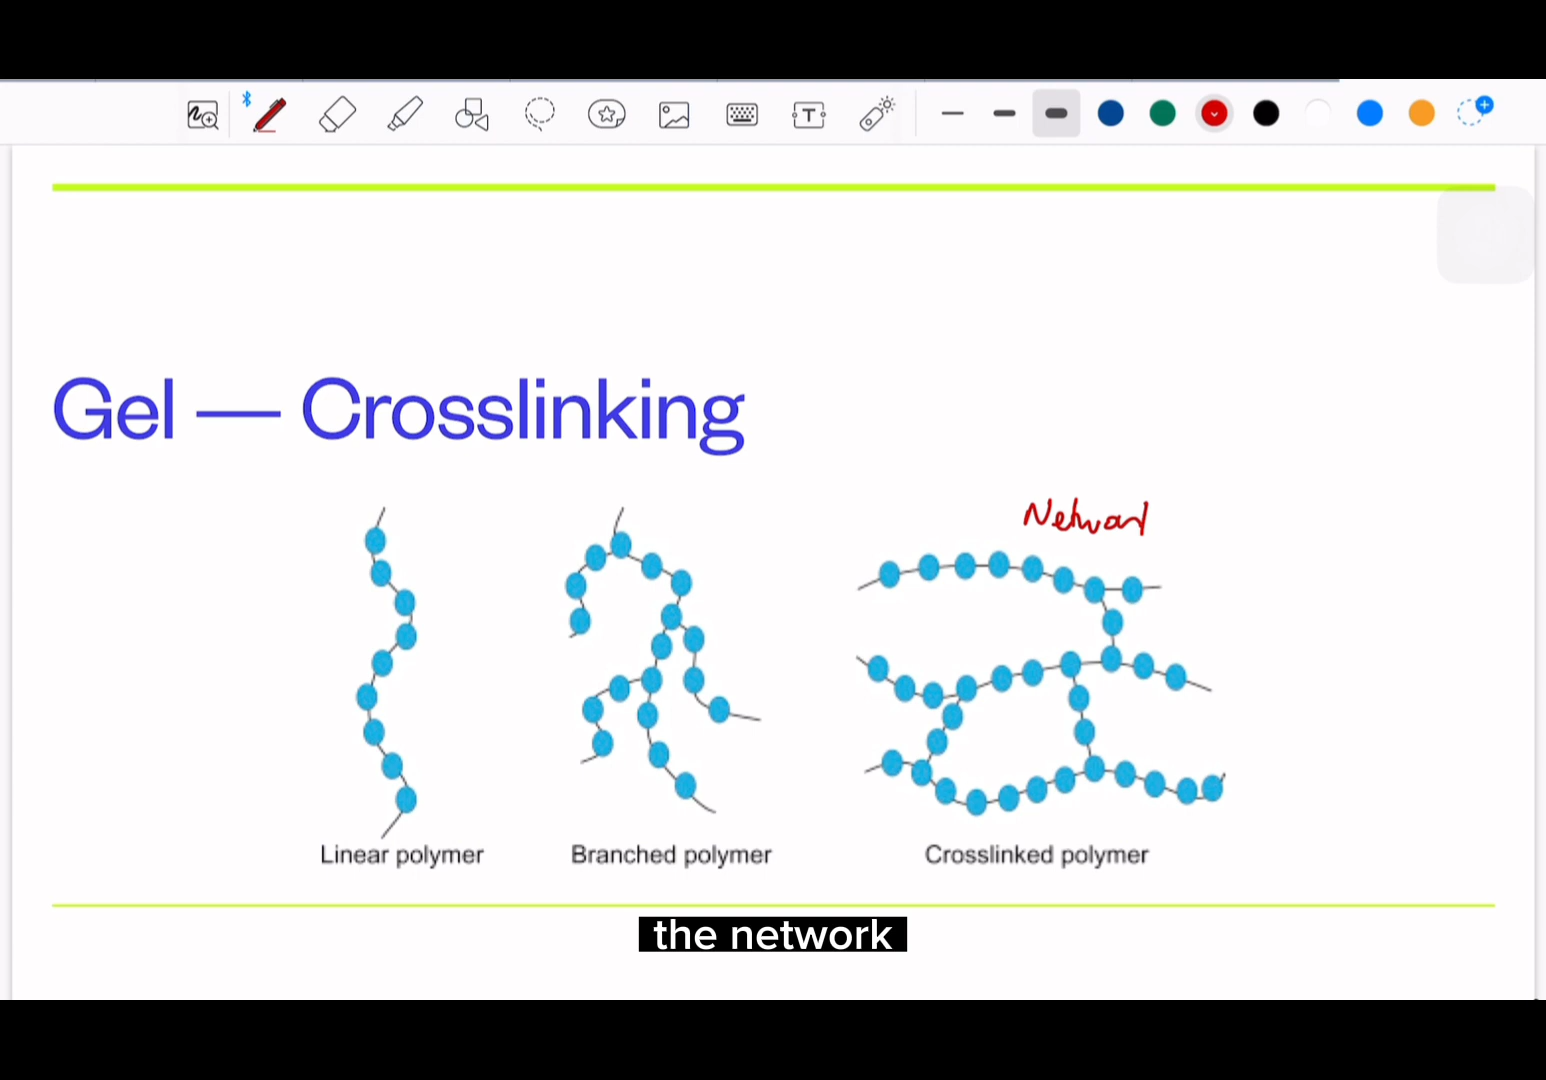 Gel — Crosslinking
Network
Linear polymer
Branched polymer
Crosslinked polymer
the network